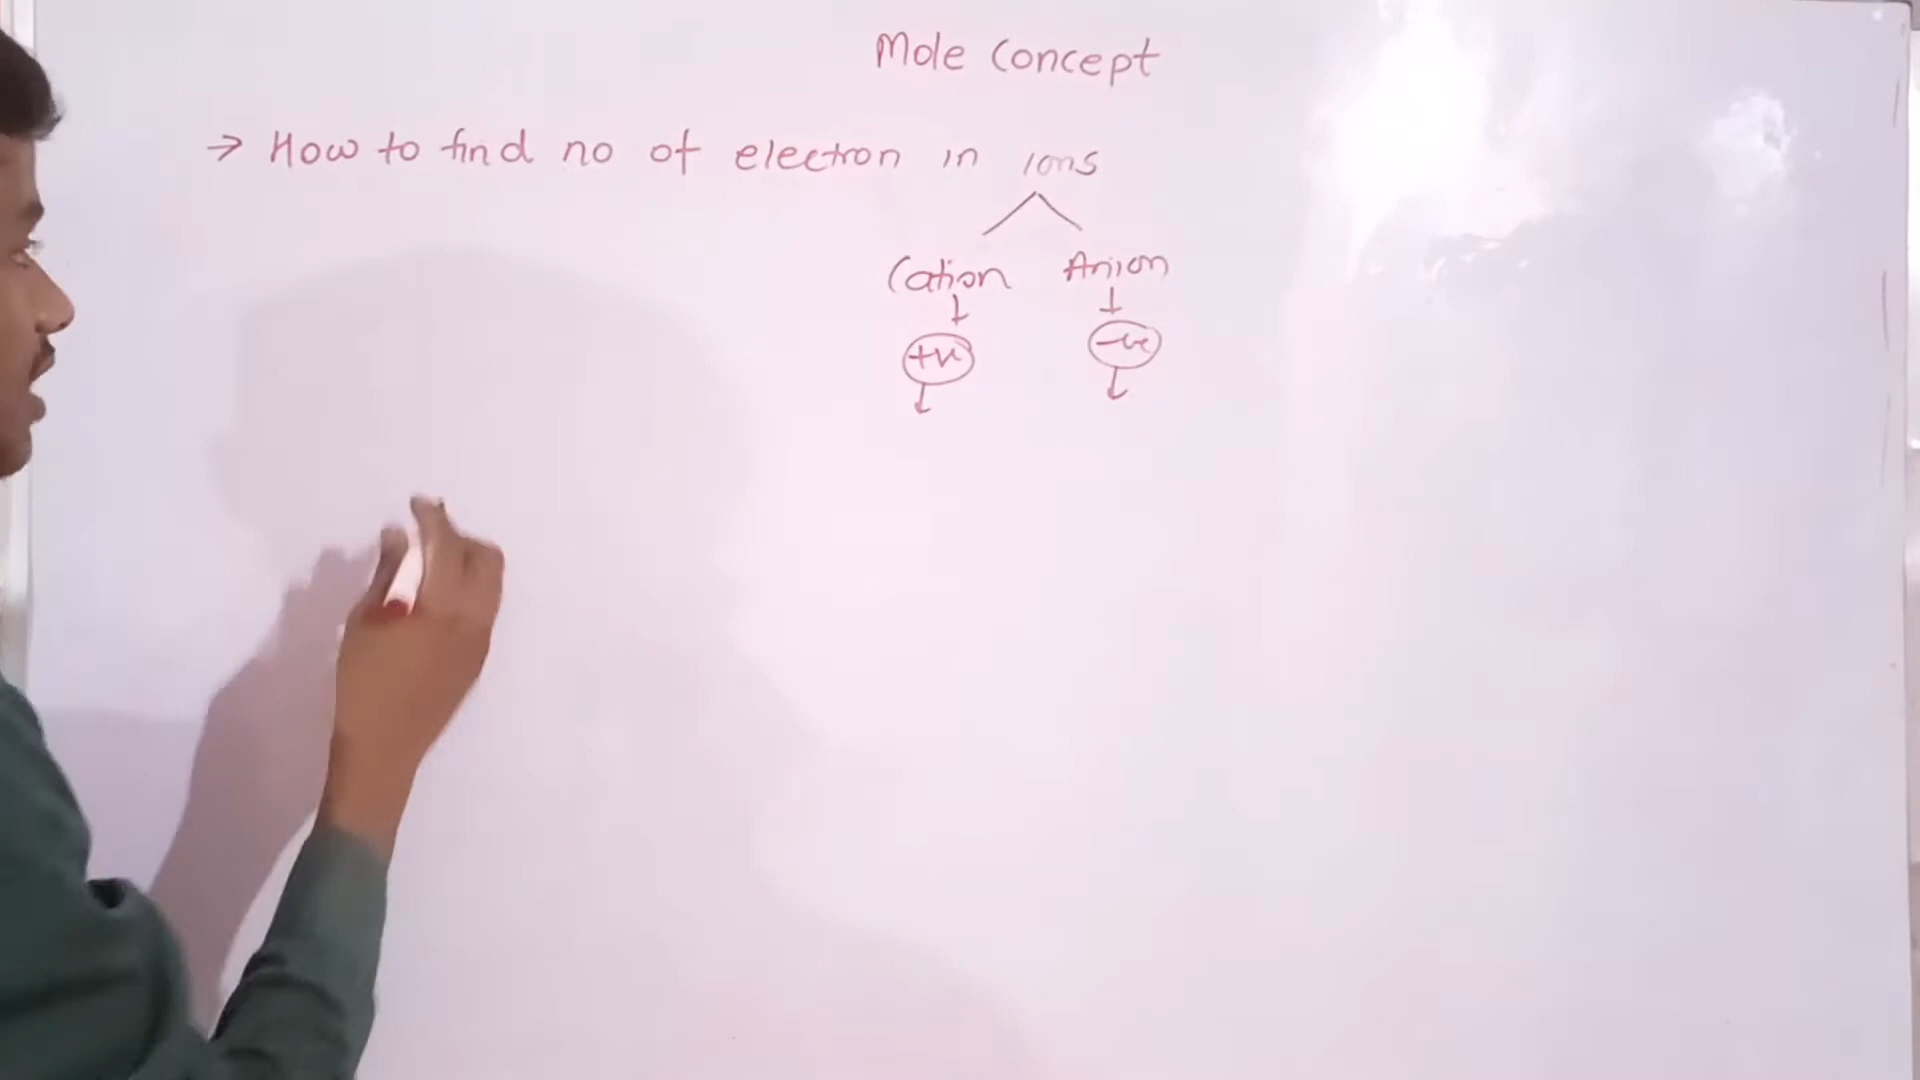 Mole Concept
→ How to find no of electron in ions
Cation Anion
+ve -ve